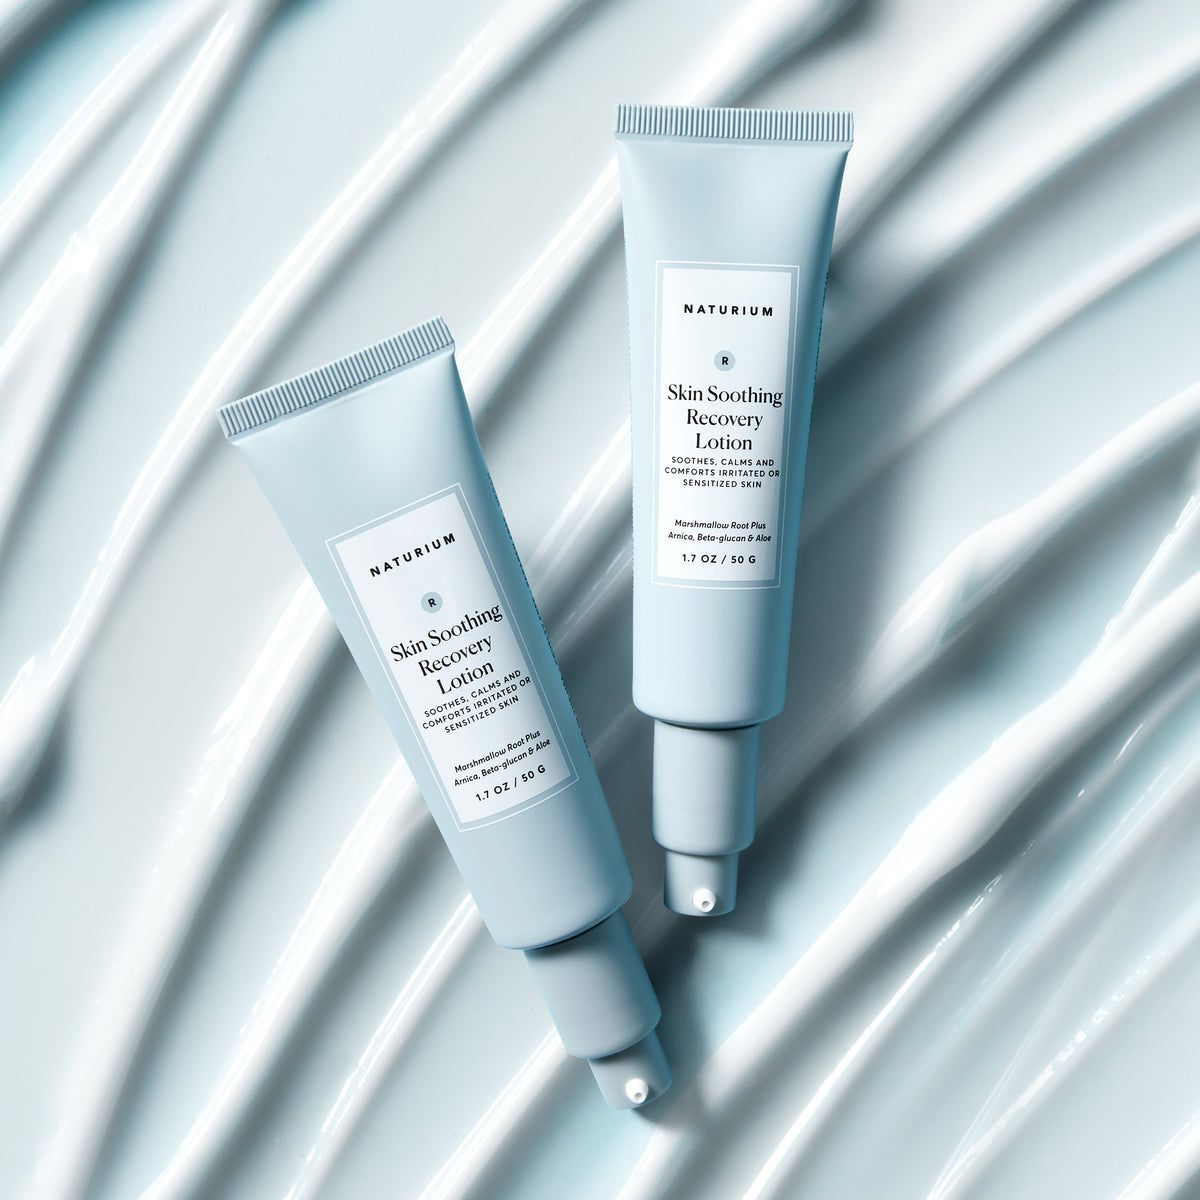 NATURIUM
R
Skin Soothing
Recovery
Lotion
SOOTHES, CALMS AND
COMFORTS IRRITATED OR
SENSITIZED SKIN
Marshmallow Root Plus
Arnica, Beta-glucan & Aloe
1.7 OZ / 50 G
NATURIUM
R
Skin Soothing
Recovery
Lotion
SOOTHES, CALMS AND
COMFORTS IRRITATED OR
SENSITIZED SKIN
Marshmallow Root Plus
Arnica, Beta-glucan & Aloe
1.7 OZ / 50 G